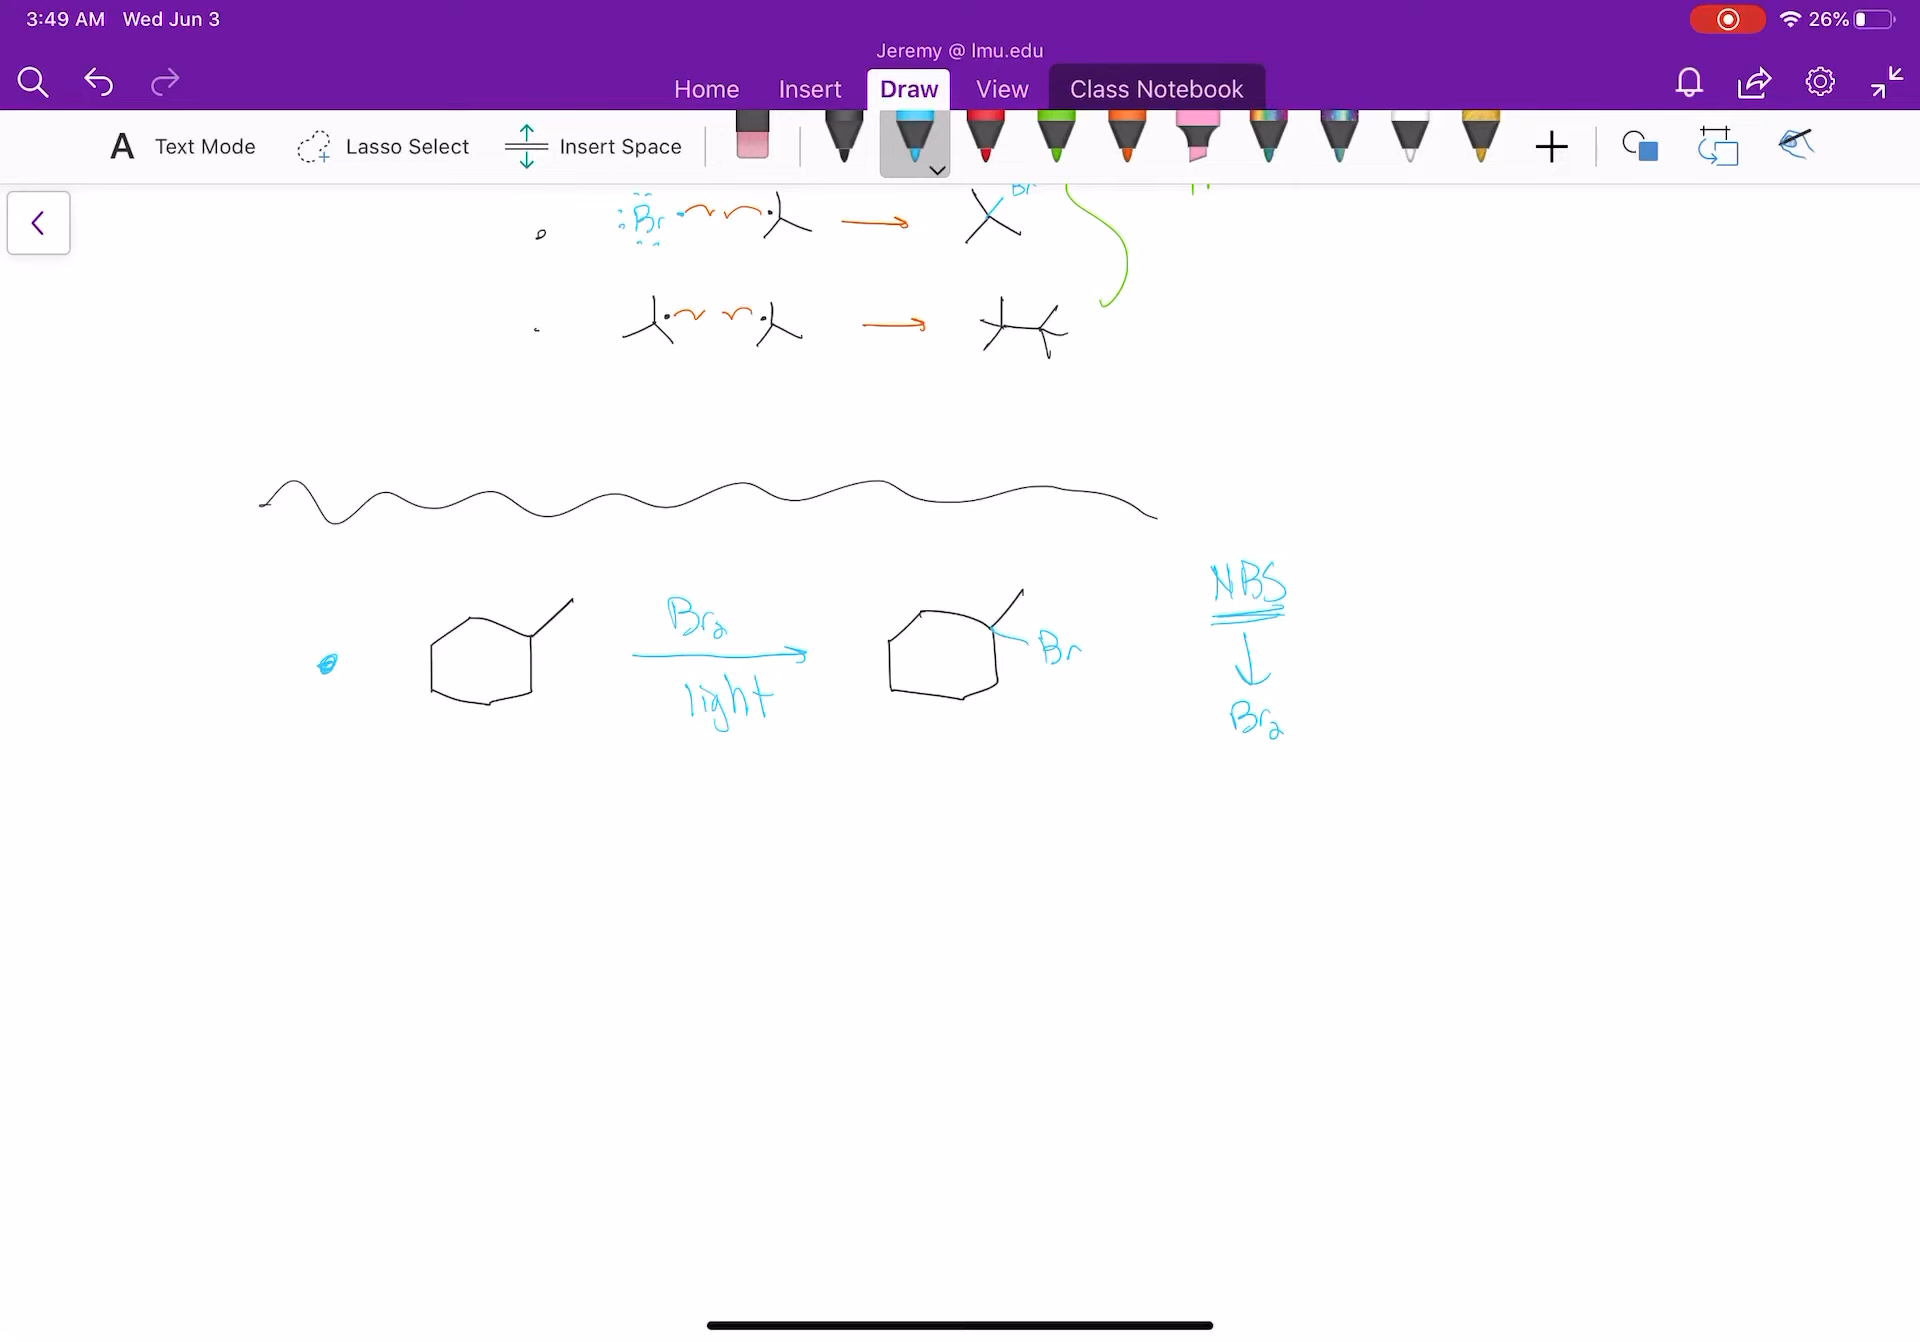 3:49 AM Wed Jun 3
26%
Jeremy @ lmu.edu
Home Insert Draw View Class Notebook
A Text Mode Lasso Select Insert Space
Br
:Br
NBS
Br2
Br
light
Br2